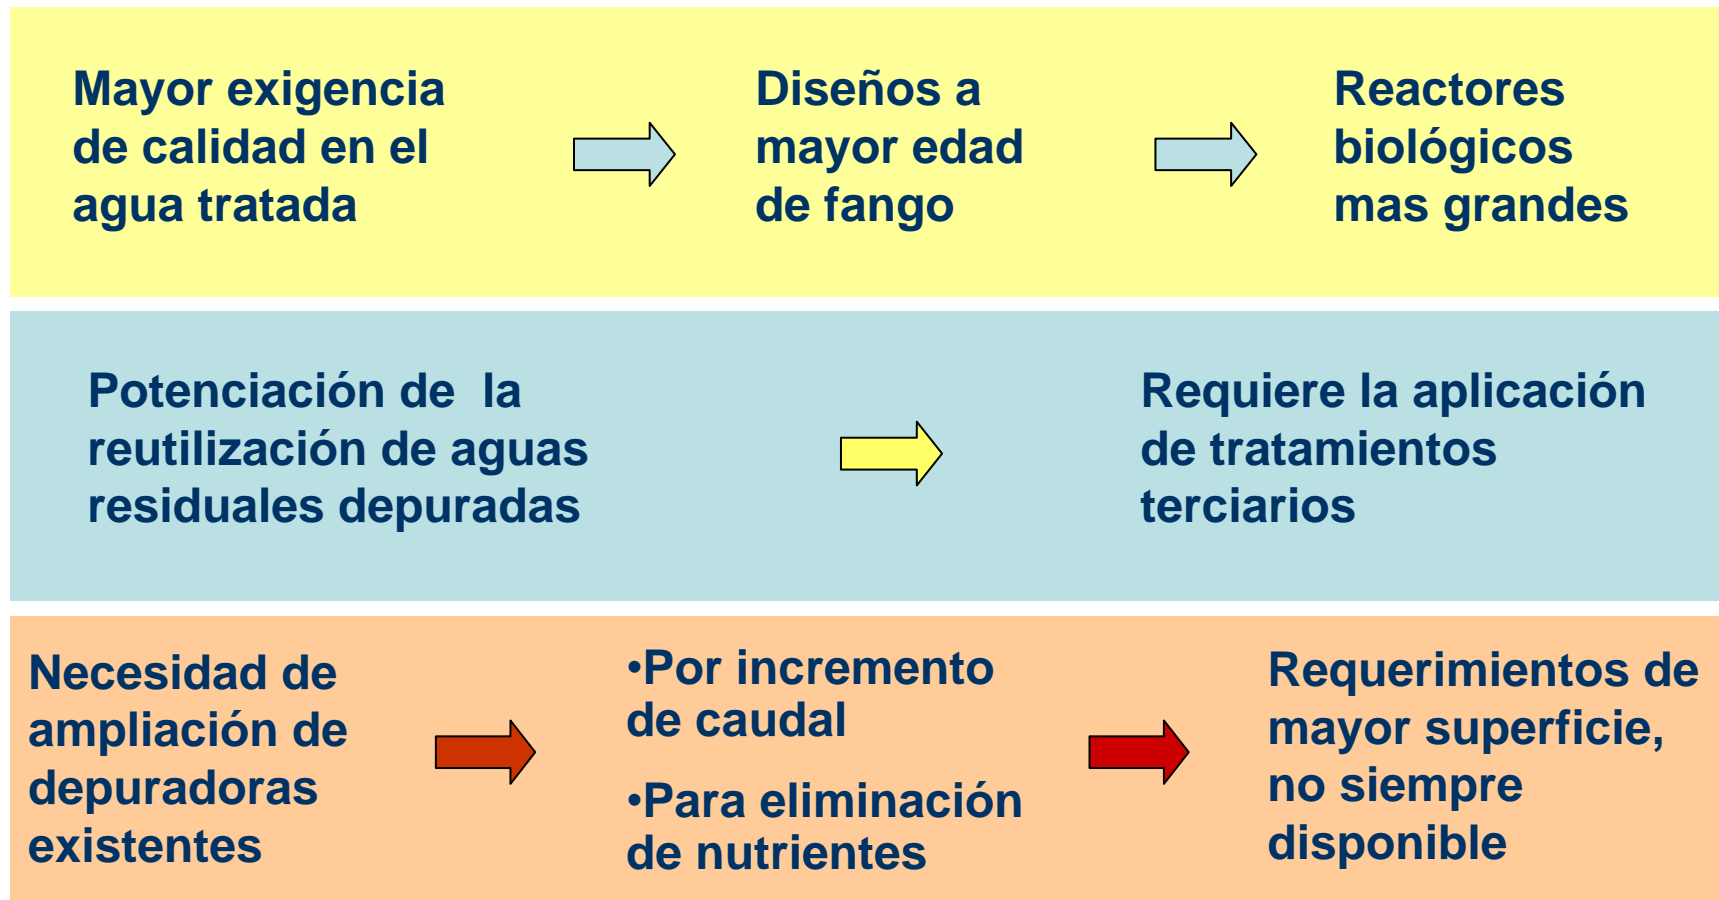 Mayor exigencia
de calidad en el
agua tratada
Diseños a
mayor edad
de fango
Reactores
biológicos
mas grandes
Potenciación de  la
reutilización de aguas
residuales depuradas
Requiere la aplicación
de tratamientos
terciarios
Necesidad de
ampliación de
depuradoras
existentes
•Por incremento
de caudal
•Para eliminación
de nutrientes
Requerimientos de
mayor superficie,
no siempre
disponible